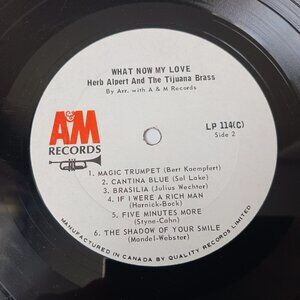 WHAT NOW MY LOVE
Herb Alpert And The Tijuana Brass
By Arr. with A & M Records
A&M
RECORDS
LP 114(C)
Side 2
1. MAGIC TRUMPET (Bert Kaempfert)
2. CANTINA BLUE (Sol Lake)
3. BRASILIA (Julius Wechter)
4. IF I WERE A RICH MAN
(Harnick-Bock)
5. FIVE MINUTES MORE
(Styne-Cahn)
6. THE SHADOW OF YOUR SMILE
(Mandel-Webster)
MANUFACTURED IN CANADA BY QUALITY RECORDS LIMITED